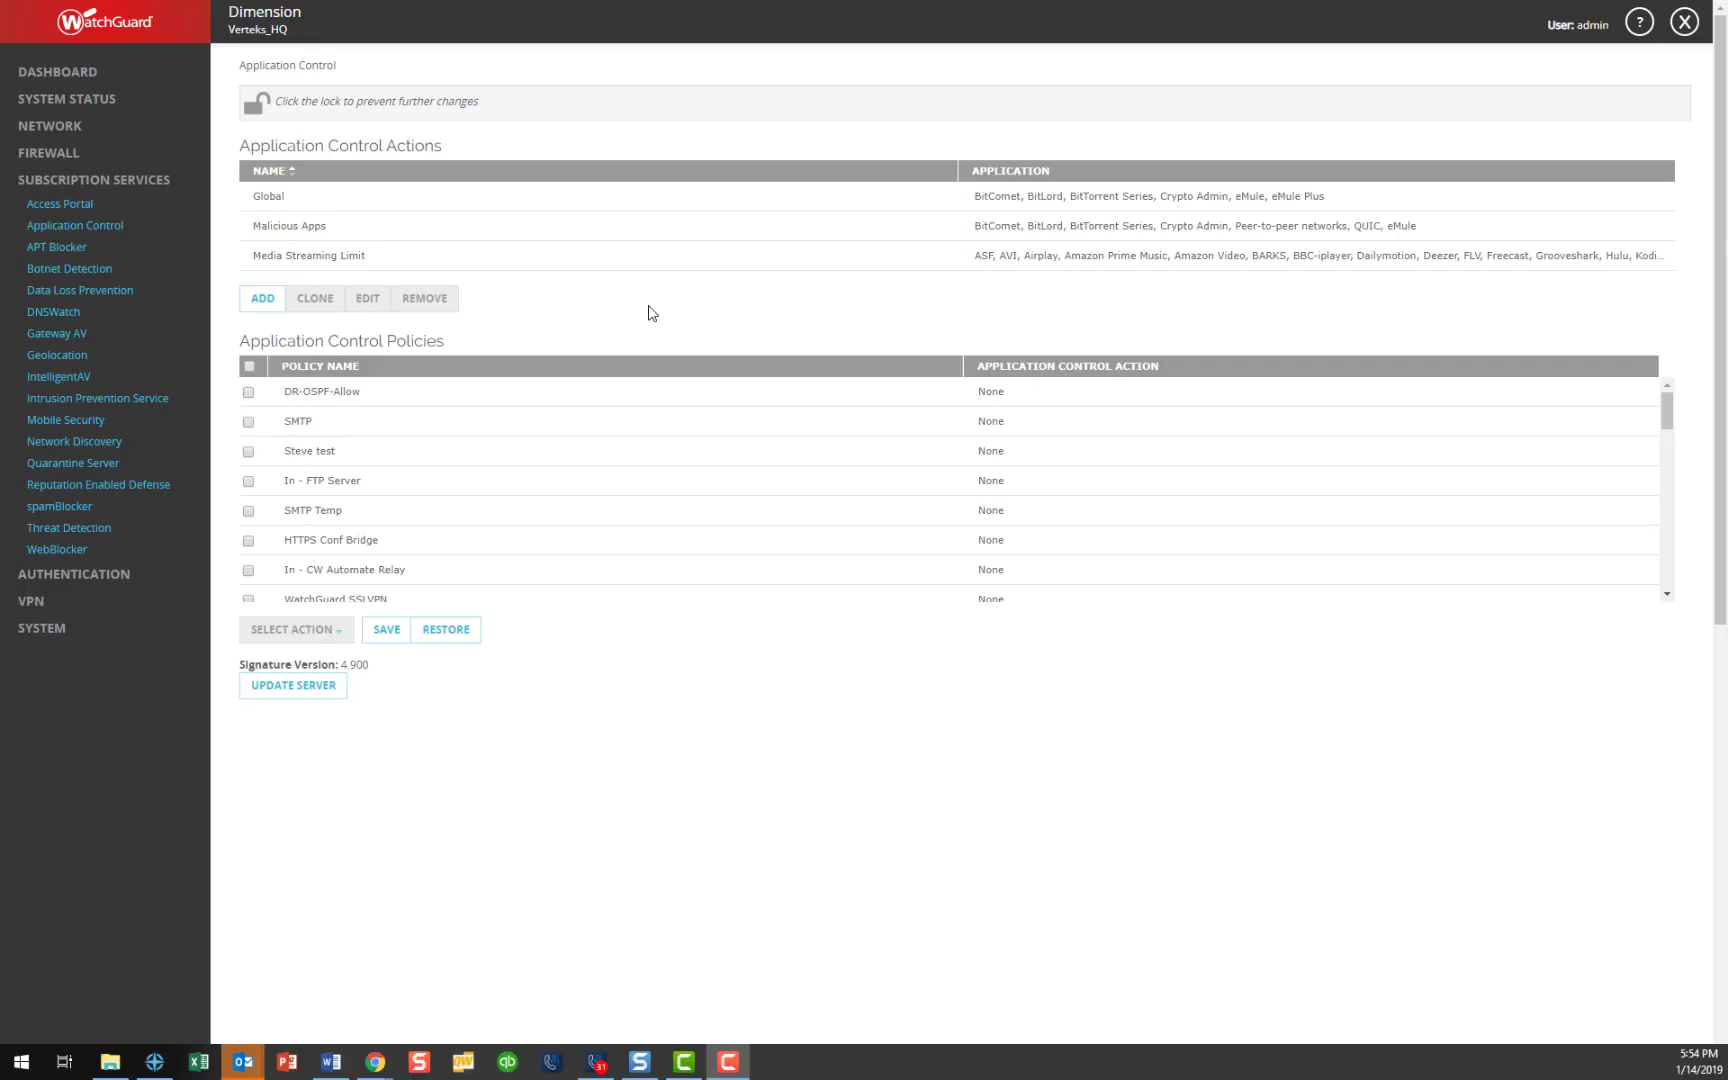 WatchGuard
Dimension
Verteks_HQ
User: admin
?
X
DASHBOARD
SYSTEM STATUS
NETWORK
FIREWALL
SUBSCRIPTION SERVICES
Access Portal
Application Control
APT Blocker
Botnet Detection
Data Loss Prevention
DNSWatch
Gateway AV
Geolocation
IntelligentAV
Intrusion Prevention Service
Mobile Security
Network Discovery
Quarantine Server
Reputation Enabled Defense
spamBlocker
Threat Detection
WebBlocker
AUTHENTICATION
VPN
SYSTEM
Application Control
Click the lock to prevent further changes
Application Control Actions
NAME APPLICATION
Global BitComet, BitLord, BitTorrent Series, Crypto Admin, eMule, eMule Plus
Malicious Apps BitComet, BitLord, BitTorrent Series, Crypto Admin, Peer-to-peer networks, QUIC, eMule
Media Streaming Limit ASF, AVI, Airplay, Amazon Prime Music, Amazon Video, BARKS, BBC-iplayer, Dailymotion, Deezer, FLV, Freecast, Grooveshark, Hulu, Kodi...
ADD CLONE EDIT REMOVE
Application Control Policies
POLICY NAME APPLICATION CONTROL ACTION
DR-OSPF-Allow None
SMTP None
Steve test None
In - FTP Server None
SMTP Temp None
HTTPS Conf Bridge None
In - CW Automate Relay None
WatchGuard SSLVPN None
SELECT ACTION SAVE RESTORE
Signature Version: 4.900
UPDATE SERVER
31
5:54 PM
1/14/2019